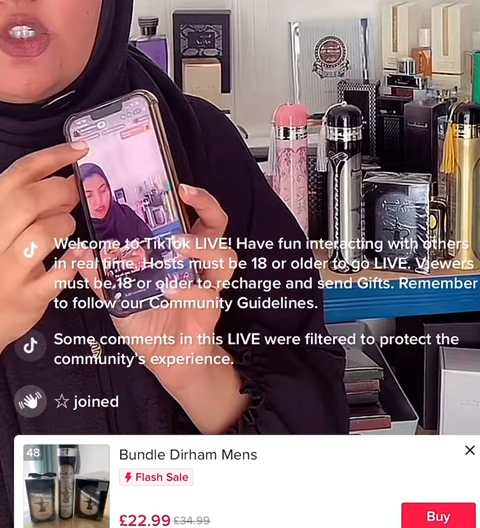 Welcome to TikTok LIVE! Have fun interacting with others
in real time. Hosts must be 18 or older to go LIVE. Viewers
must be 18 or older to recharge and send Gifts. Remember
to follow our Community Guidelines.
Some comments in this LIVE were filtered to protect the
community's experience.
☆ joined
48
Bundle Dirham Mens
Flash Sale
£22.99 £34.99
Buy